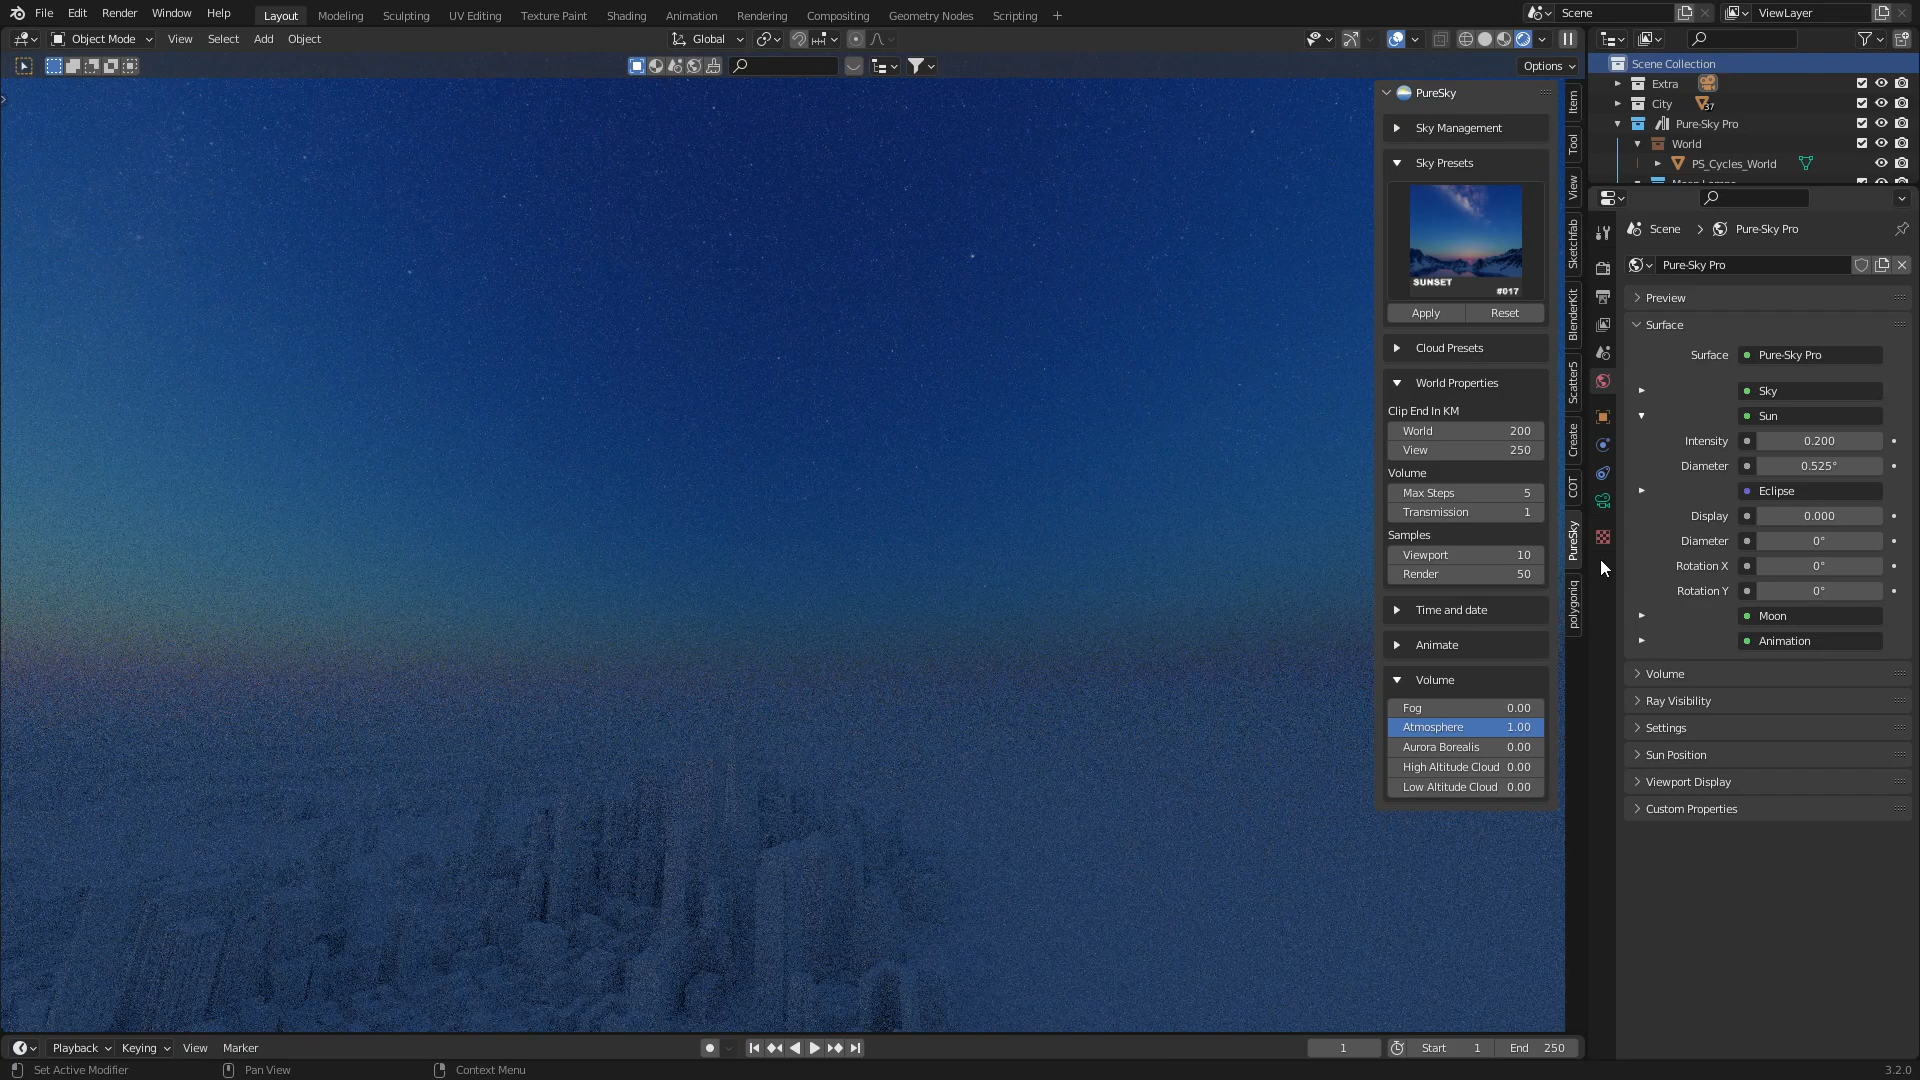 File Edit Render Window Help Layout Modeling Sculpting UV Editing Texture Paint Shading Animation Rendering Compositing Geometry Nodes Scripting + Scene ViewLayer
Object Mode View Select Add Object Global
Options
Scene Collection
Extra
City 37
Pure-Sky Pro
World
PS_Cycles_World
PureSky
Sky Management
Sky Presets
SUNSET
#017
Apply Reset
Cloud Presets
World Properties
Clip End In KM
World 200
View 250
Volume
Max Steps 5
Transmission 1
Samples
Viewport 10
Render 50
Time and date
Animate
Volume
Fog 0.00
Atmosphere 1.00
Aurora Borealis 0.00
High Altitude Cloud 0.00
Low Altitude Cloud 0.00
Item
Tool
View
Sketchfab
BlenderKit
Scatter5
Create
COT
PureSky
polygoniq
Scene > Pure-Sky Pro
Pure-Sky Pro
Preview
Surface
Surface Pure-Sky Pro
Sky
Sun
Intensity 0.200
Diameter 0.525°
Eclipse
Display 0.000
Diameter 0°
Rotation X 0°
Rotation Y 0°
Moon
Animation
Volume
Ray Visibility
Settings
Sun Position
Viewport Display
Custom Properties
Playback Keying View Marker 1 Start 1 End 250
Set Active Modifier Pan View Context Menu 3.2.0